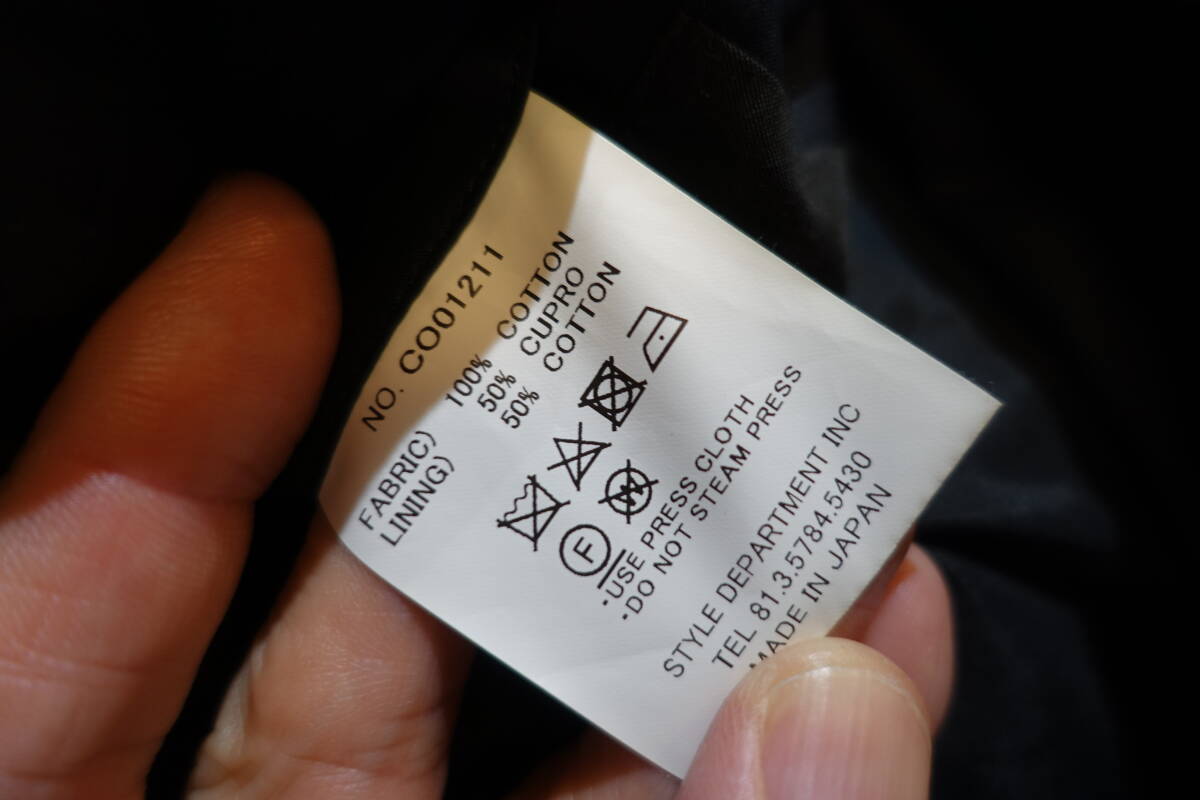 NO. CO01211
FABRIC) 100% COTTON
LINING) 50% CUPRO
50% COTTON
W
F
·USE PRESS CLOTH
·DO NOT STEAM PRESS
STYLE DEPARTMENT INC
TEL 81.3.5784.5430
MADE IN JAPAN